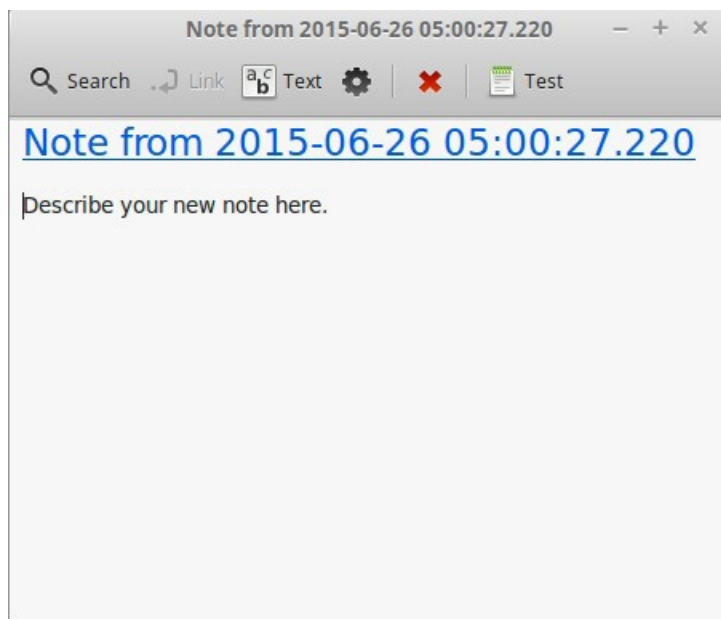 Note from 2015-06-26 05:00:27.220
Search Link Text Test
Note from 2015-06-26 05:00:27.220
Describe your new note here.